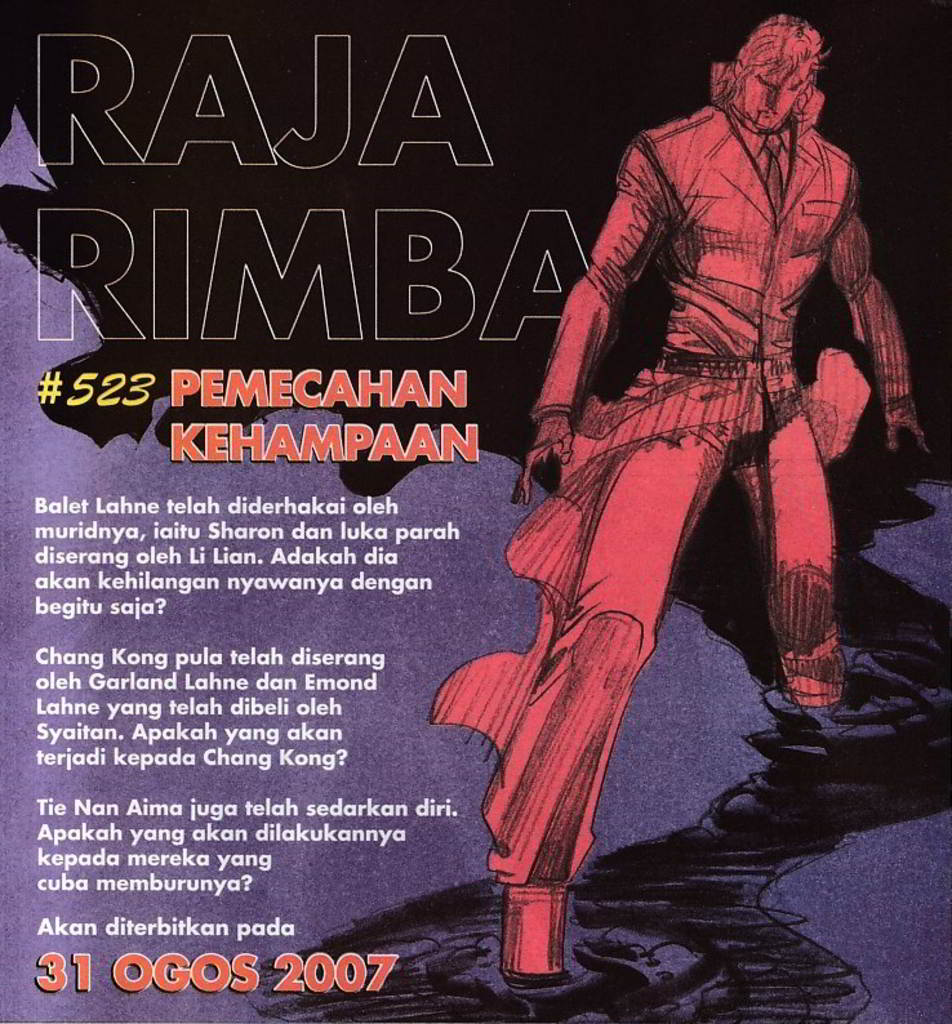 RAJA
RIMBA
#523 PEMECAHAN
KEHAMPAAN
Balet Lahne telah diderhakai oleh
muridnya, iaitu Sharon dan luka parah
diserang oleh Li Lian. Adakah dia
akan kehilangan nyawanya dengan
begitu saja?
Chang Kong pula telah diserang
oleh Garland Lahne dan Emond
Lahne yang telah dibeli oleh
Syaitan. Apakah yang akan
terjadi kepada Chang Kong?
Tie Nan Aima juga telah sedarkan diri.
Apakah yang akan dilakukannya
kepada mereka yang
cuba memburunya?
Akan diterbitkan pada
31 OGOS 2007